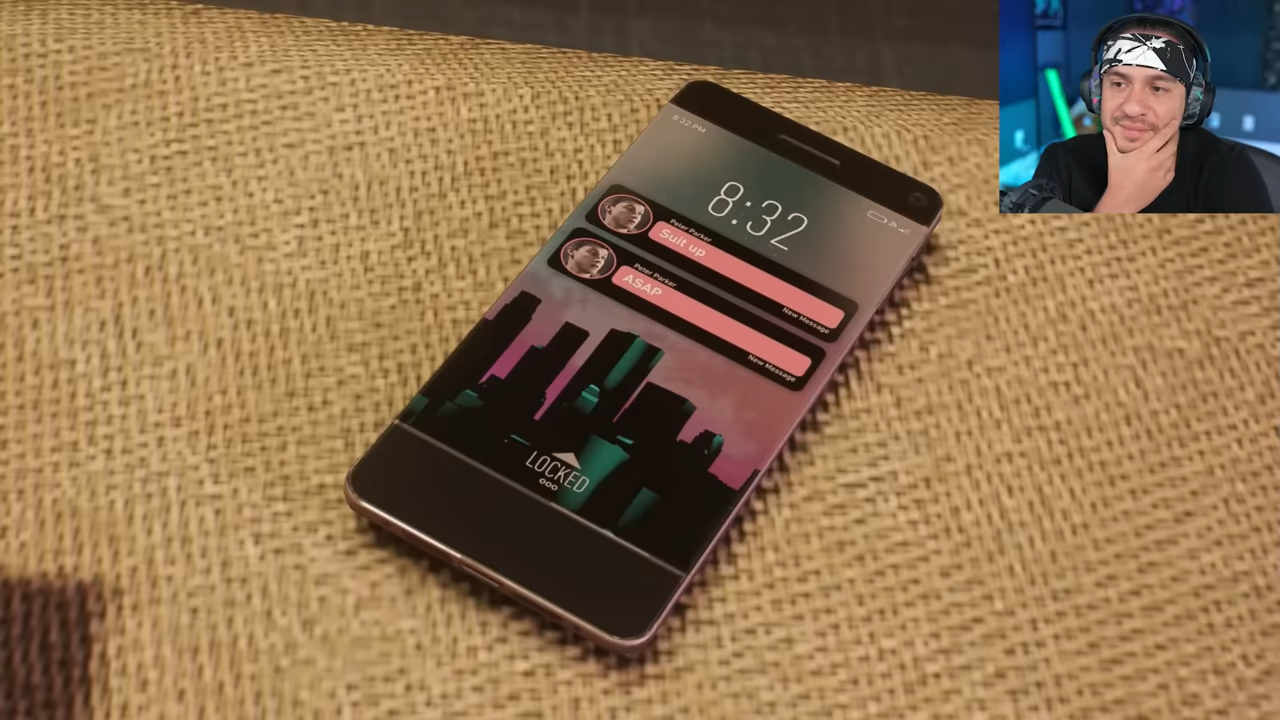 8:32 PM
8:32
Peter Parker
Suit up
New Message
Peter Parker
ASAP
New Message
LOCKED